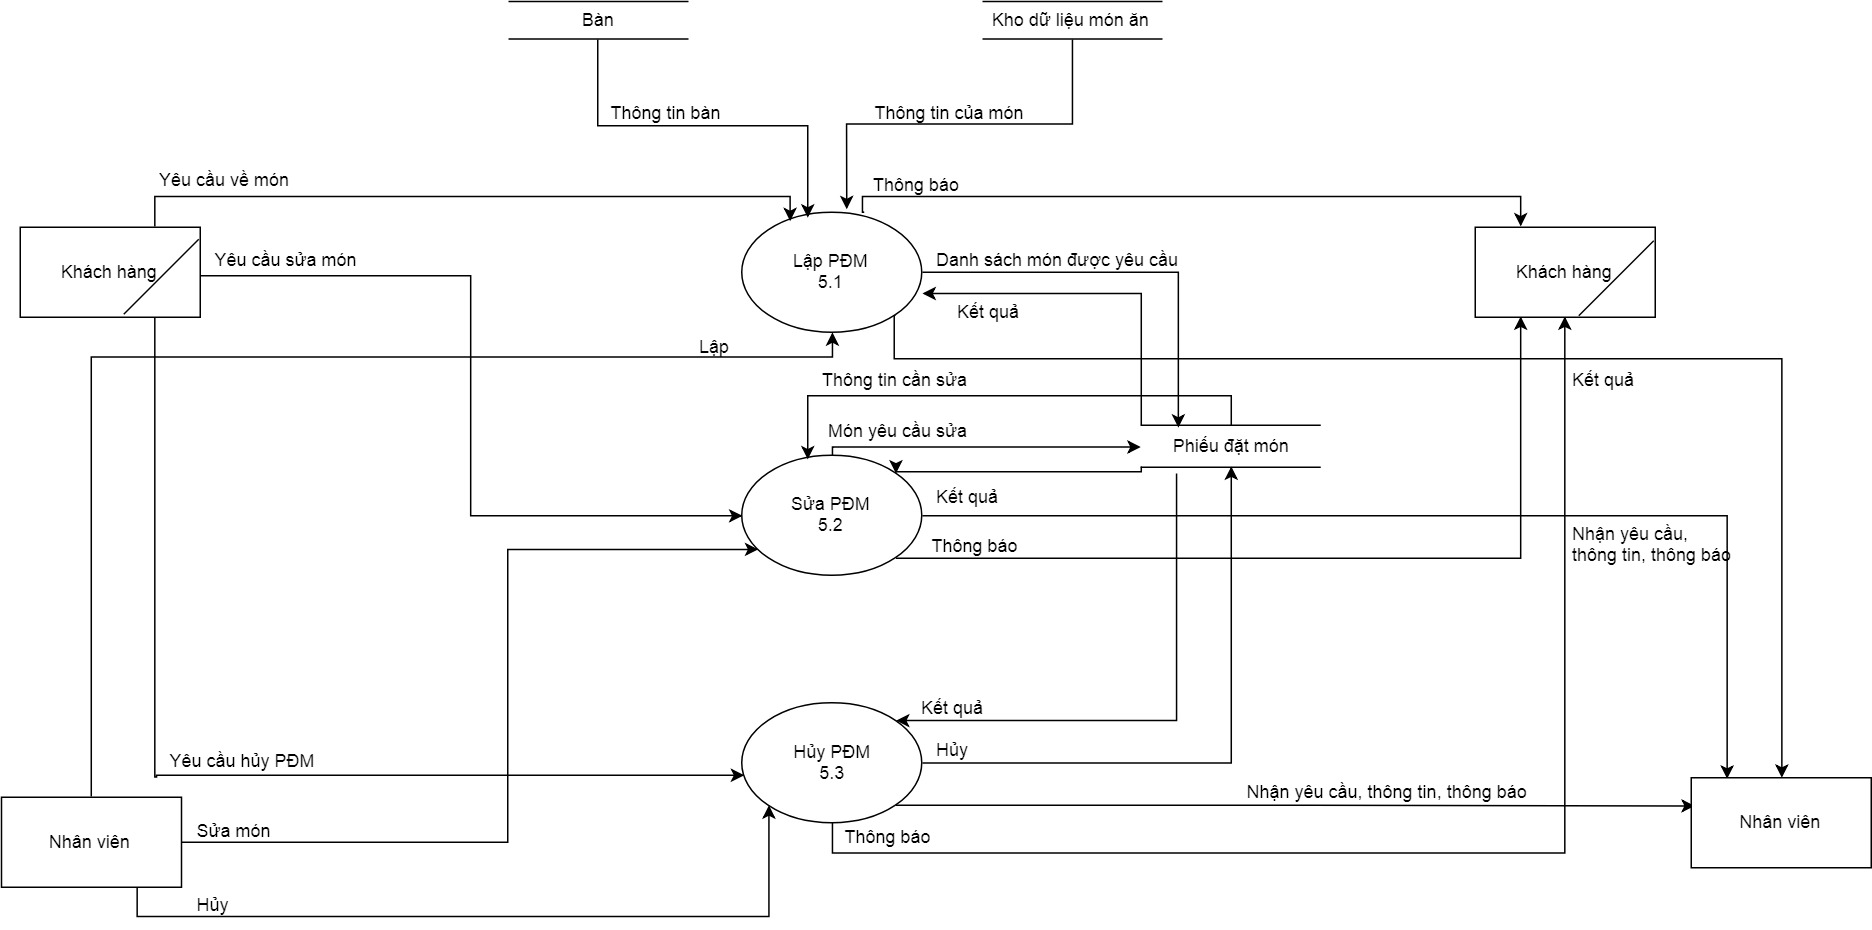 Bàn
Kho dữ liệu món ăn
Thông tin bàn
Thông tin của món
Yêu cầu về món
Thông báo
Khách hàng
Yêu cầu sửa món
Lập PĐM
5.1
Danh sách món được yêu cầu
Khách hàng
Kết quả
Lập
Thông tin cần sửa
Kết quả
Món yêu cầu sửa
Phiếu đặt món
Sửa PĐM
5.2
Kết quả
Thông báo
Nhận yêu cầu,
thông tin, thông báo
Kết quả
Yêu cầu hủy PĐM
Hủy PĐM
5.3
Hủy
Nhận yêu cầu, thông tin, thông báo
Nhân viên
Sửa món
Thông báo
Nhân viên
Hủy